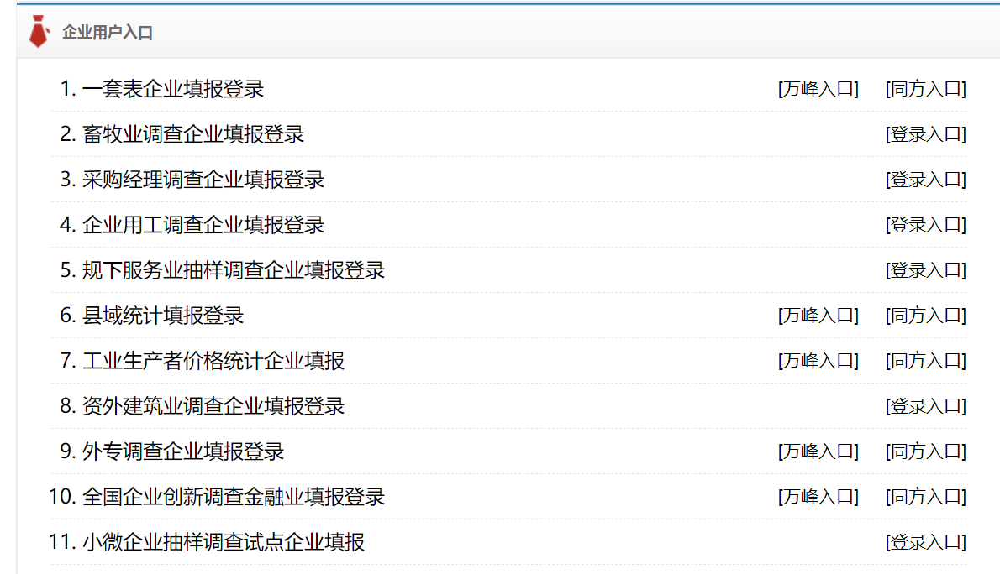 企业用户入口
1. 一套表企业填报登录 [万峰入口] [同方入口]
2. 畜牧业调查企业填报登录 [登录入口]
3. 采购经理调查企业填报登录 [登录入口]
4. 企业用工调查企业填报登录 [登录入口]
5. 规下服务业抽样调查企业填报登录 [登录入口]
6. 县域统计填报登录 [万峰入口] [同方入口]
7. 工业生产者价格统计企业填报 [万峰入口] [同方入口]
8. 资外建筑业调查企业填报登录 [登录入口]
9. 外专调查企业填报登录 [万峰入口] [同方入口]
10. 全国企业创新调查金融业填报登录 [万峰入口] [同方入口]
11. 小微企业抽样调查试点企业填报 [登录入口]